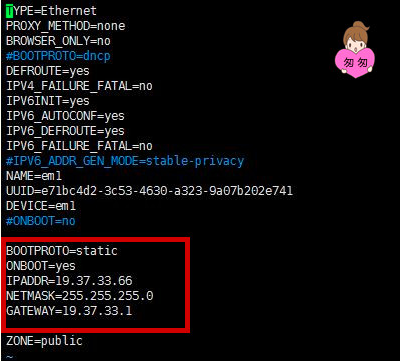 TYPE=Ethernet
PROXY_METHOD=none
BROWSER_ONLY=no
#BOOTPROTO=dncp
DEFROUTE=yes
IPV4_FAILURE_FATAL=no
IPV6INIT=yes
IPV6_AUTOCONF=yes
IPV6_DEFROUTE=yes
IPV6_FAILURE_FATAL=no
#IPV6_ADDR_GEN_MODE=stable-privacy
NAME=em1
UUID=e71bc4d2-3c53-4630-a323-9a07b202e741
DEVICE=em1
#ONBOOT=no
BOOTPROTO=static
ONBOOT=yes
IPADDR=19.37.33.66
NETMASK=255.255.255.0
GATEWAY=19.37.33.1
ZONE=public
~
匆匆